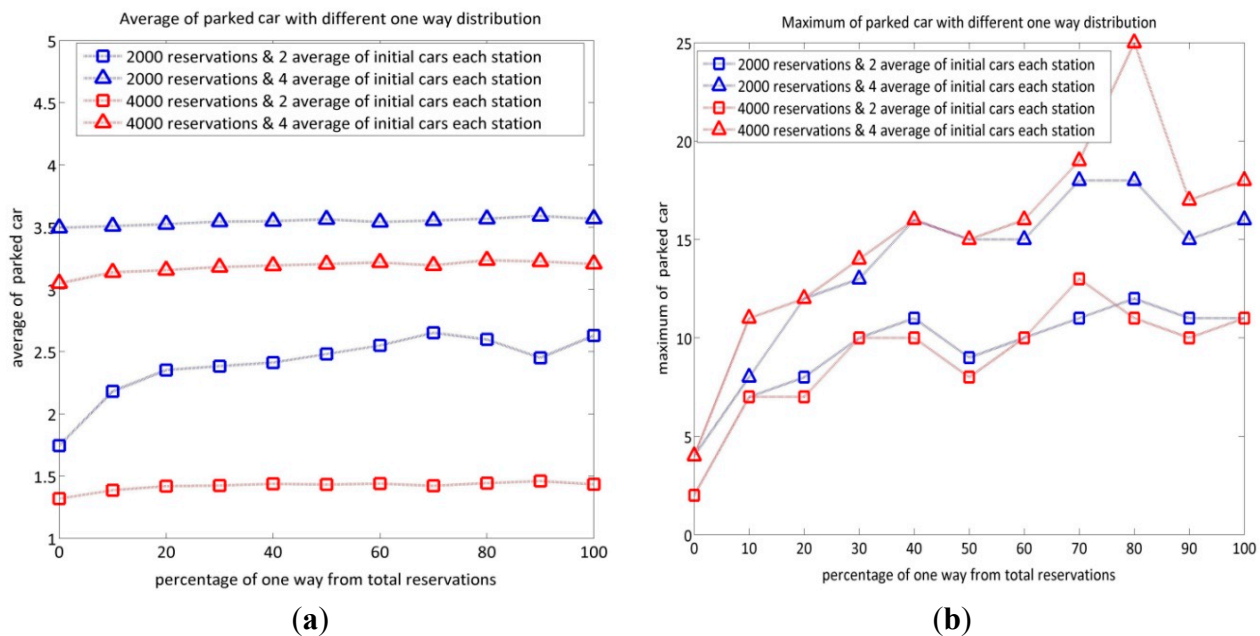 Average of parked car with different one way distribution
5
4.5
4
3.5
3
2.5
2
1.5
1
average of parked car
2000 reservations & 2 average of initial cars each station
2000 reservations & 4 average of initial cars each station
4000 reservations & 2 average of initial cars each station
4000 reservations & 4 average of initial cars each station
0 20 40 60 80 100
percentage of one way from total reservations
(a)
Maximum of parked car with different one way distribution
25
20
15
10
5
0
maximum of parked car
2000 reservations & 2 average of initial cars each station
2000 reservations & 4 average of initial cars each station
4000 reservations & 2 average of initial cars each station
4000 reservations & 4 average of initial cars each station
0 10 20 30 40 50 60 70 80 90 100
percentage of one way from total reservations
(b)